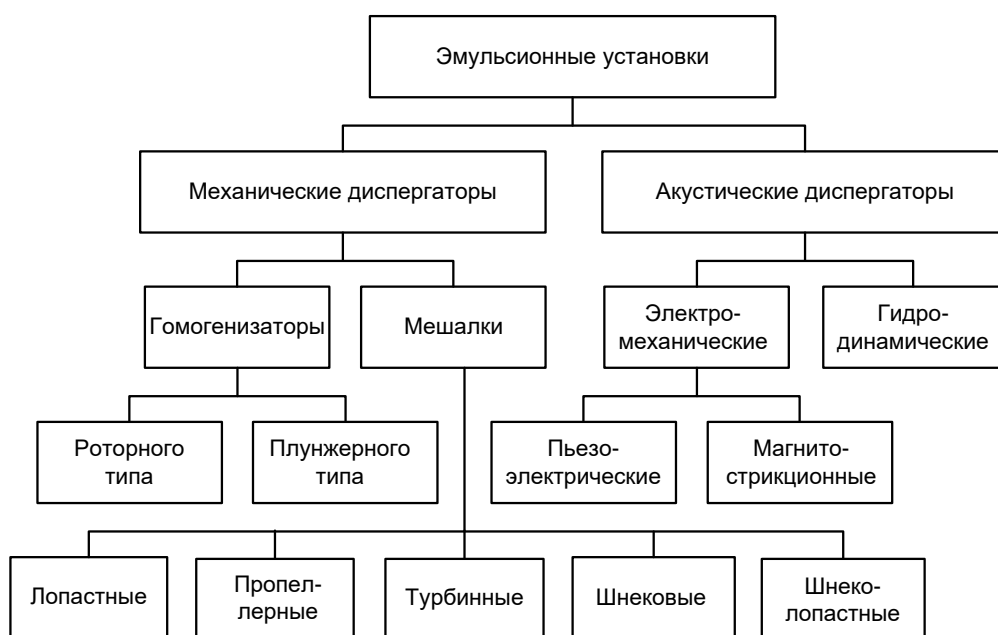 Эмульсионные установки
Механические диспергаторы
Акустические диспергаторы
Гомогенизаторы
Мешалки
Электро-
механические
Гидро-
динамические
Роторного
типа
Плунжерного
типа
Пьезо-
электрические
Магнито-
стрикционные
Лопастные
Пропел-
лерные
Турбинные
Шнековые
Шнеко-
лопастные